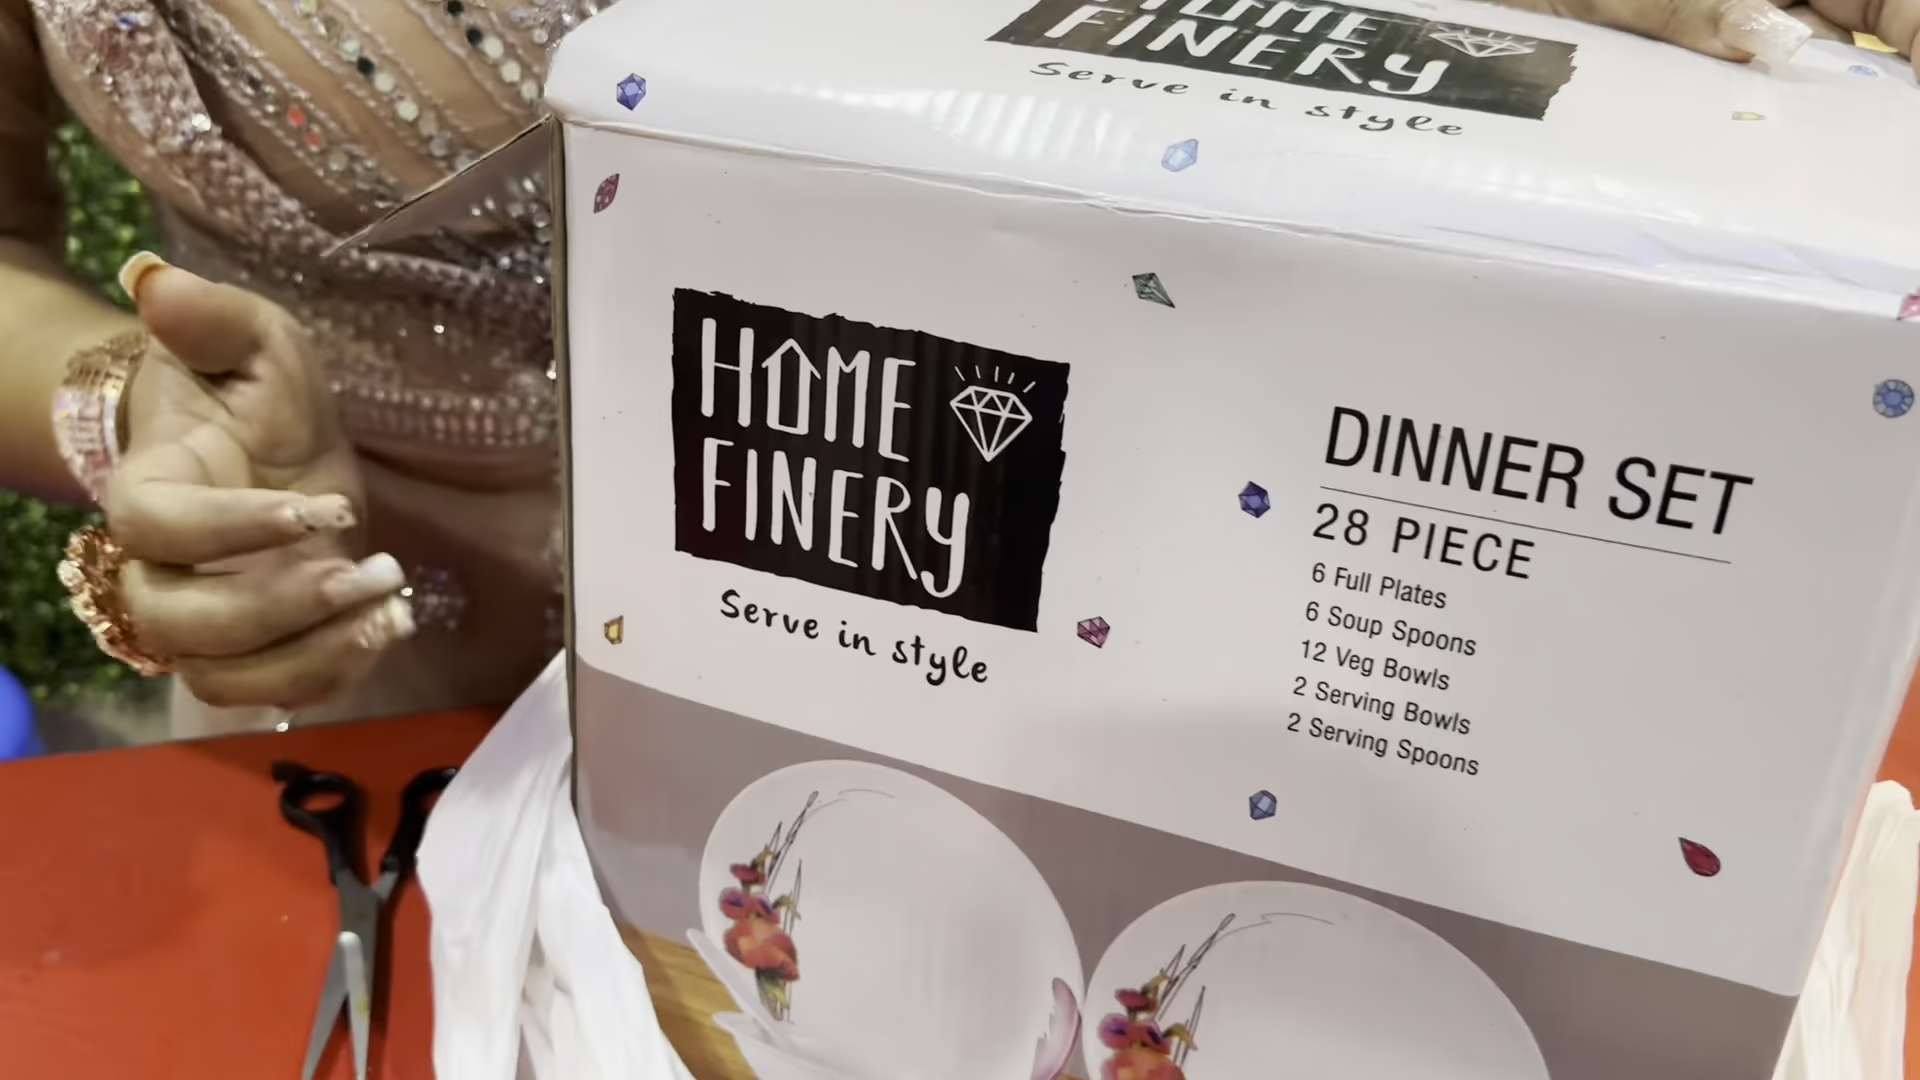 HOME
FINERY
Serve in style
HOME
FINERY
Serve in style
DINNER SET
28 PIECE
6 Full Plates
6 Soup Spoons
12 Veg Bowls
2 Serving Bowls
2 Serving Spoons